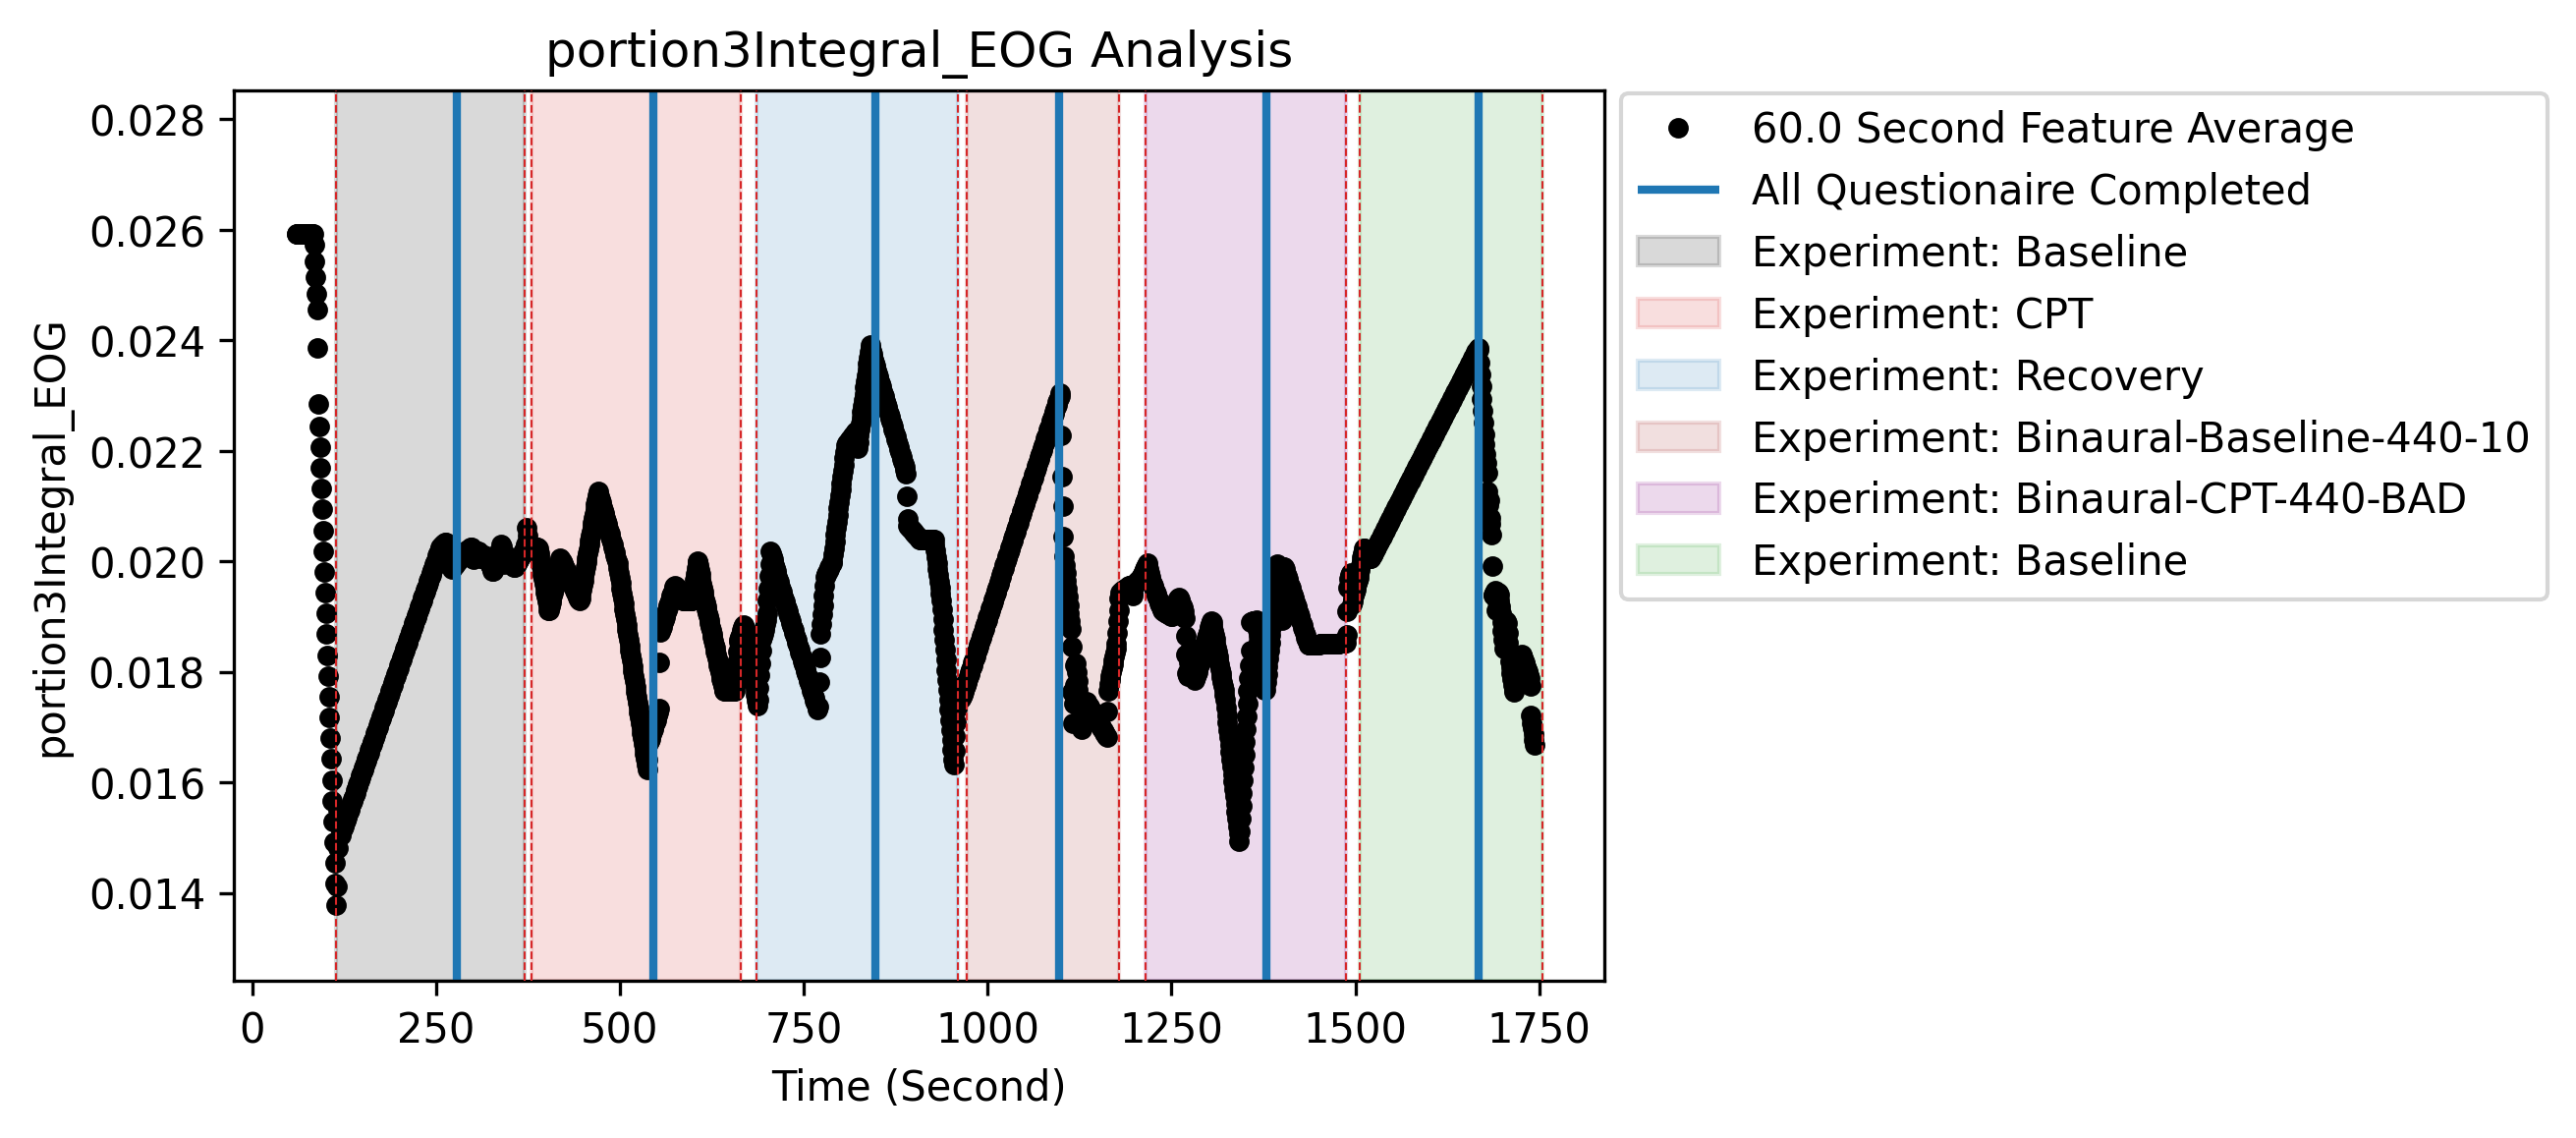 portion3Integral_EOG Analysis
portion3Integral_EOG
0.028
0.026
0.024
0.022
0.020
0.018
0.016
0.014
0 250 500 750 1000 1250 1500 1750
Time (Second)
60.0 Second Feature Average
All Questionaire Completed
Experiment: Baseline
Experiment: CPT
Experiment: Recovery
Experiment: Binaural-Baseline-440-10
Experiment: Binaural-CPT-440-BAD
Experiment: Baseline